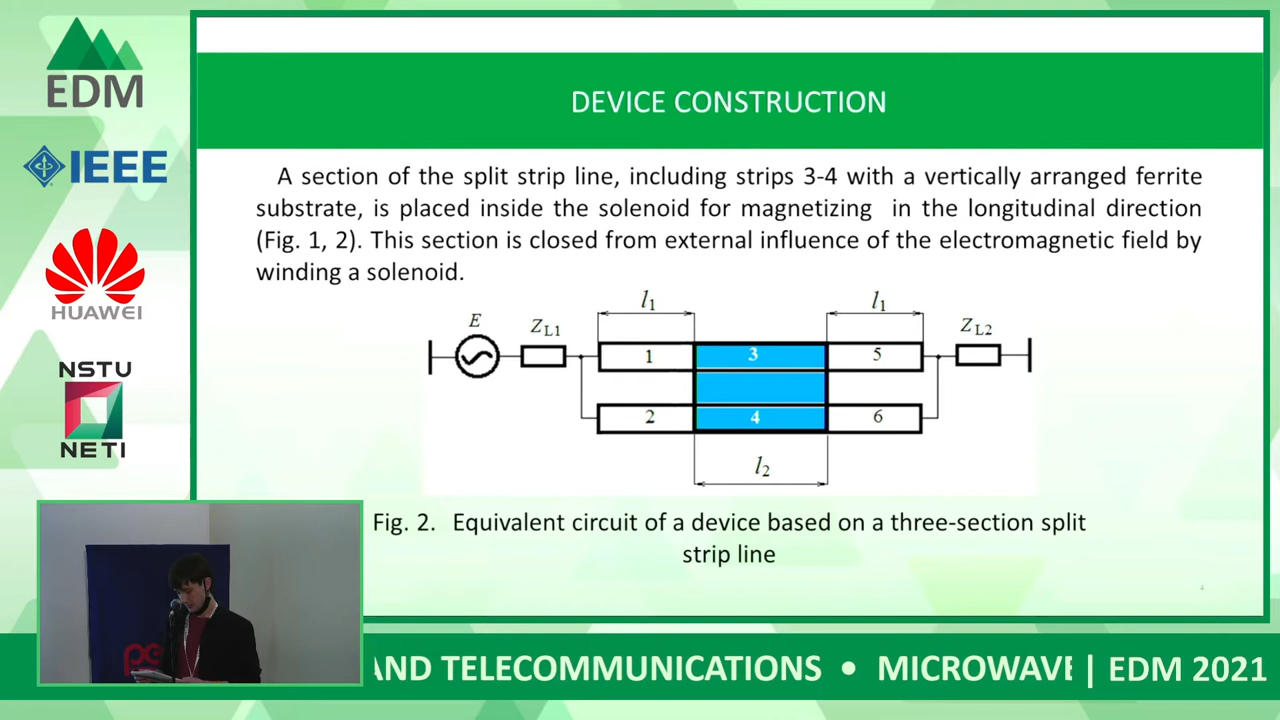 EDM
IEEE
HUAWEI
NSTU
NETI
DEVICE CONSTRUCTION
A section of the split strip line, including strips 3-4 with a vertically arranged ferrite
substrate, is placed inside the solenoid for magnetizing in the longitudinal direction
(Fig. 1, 2). This section is closed from external influence of the electromagnetic field by
winding a solenoid.
l1 l1
E ZL1 ZL2
1 3 5
2 4 6
l2
Fig. 2. Equivalent circuit of a device based on a three-section split
strip line
4
AND TELECOMMUNICATIONS • MICROWAVE | EDM 2021